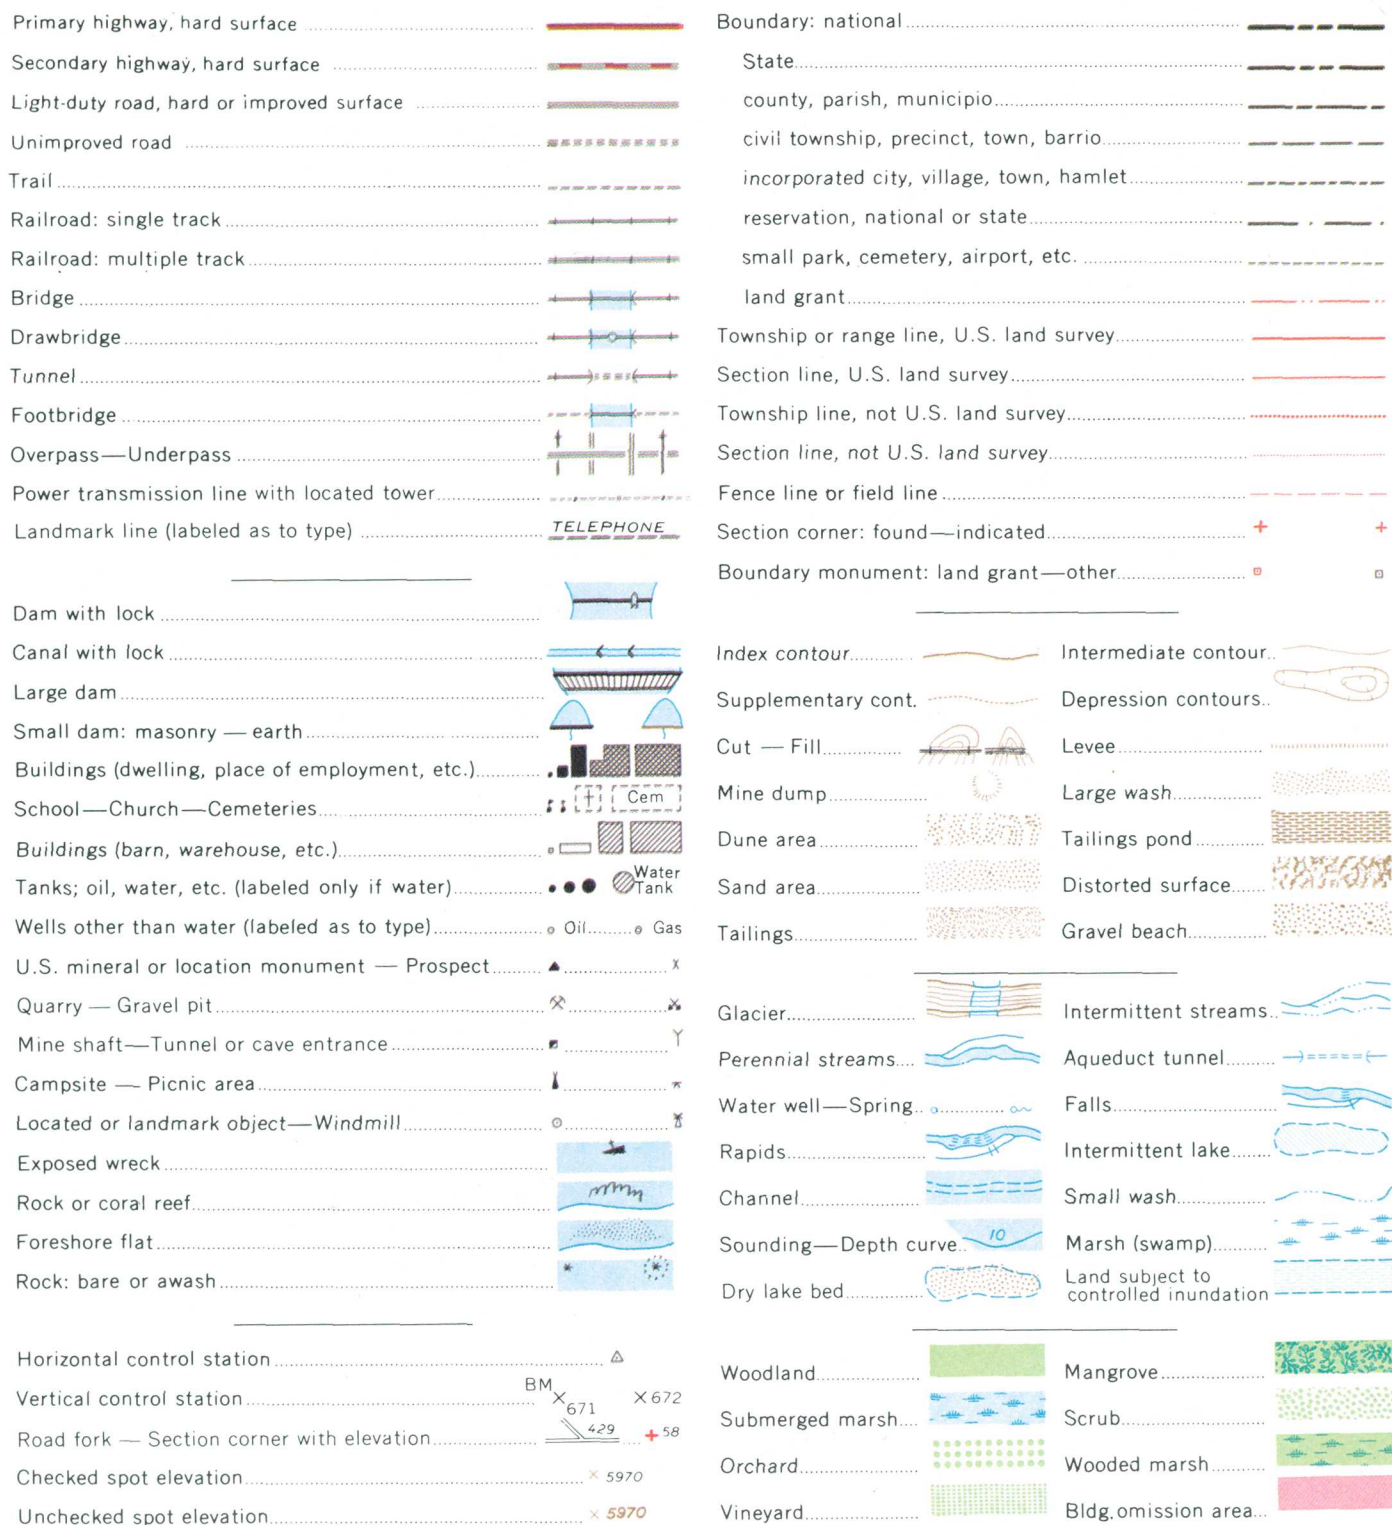 Primary highway, hard surface
Secondary highway, hard surface
Light-duty road, hard or improved surface
Unimproved road
Trail
Railroad: single track
Railroad: multiple track
Bridge
Drawbridge
Tunnel
Footbridge
Overpass—Underpass
Power transmission line with located tower
Landmark line (labeled as to type)
TELEPHONE
Dam with lock
Canal with lock
Large dam
Small dam: masonry — earth
Buildings (dwelling, place of employment, etc.)
School—Church—Cemeteries
Cem
Buildings (barn, warehouse, etc.)
Tanks; oil, water, etc. (labeled only if water)
Water
Tank
Wells other than water (labeled as to type)
Oil
Gas
U.S. mineral or location monument — Prospect
Quarry — Gravel pit
Mine shaft—Tunnel or cave entrance
Campsite — Picnic area
Located or landmark object—Windmill
Exposed wreck
Rock or coral reef
Foreshore flat
Rock: bare or awash
Horizontal control station
Vertical control station
BM
671
672
Road fork — Section corner with elevation
429
58
Checked spot elevation
5970
Unchecked spot elevation
5970
Boundary: national
State
county, parish, municipio
civil township, precinct, town, barrio
incorporated city, village, town, hamlet
reservation, national or state
small park, cemetery, airport, etc.
land grant
Township or range line, U.S. land survey
Section line, U.S. land survey
Township line, not U.S. land survey
Section line, not U.S. land survey
Fence line or field line
Section corner: found—indicated
Boundary monument: land grant—other
Index contour
Intermediate contour
Supplementary cont.
Depression contours
Cut — Fill
Levee
Mine dump
Large wash
Dune area
Tailings pond
Sand area
Distorted surface
Tailings
Gravel beach
Glacier
Intermittent streams
Perennial streams
Aqueduct tunnel
Water well—Spring
Falls
Rapids
Intermittent lake
Channel
Small wash
Sounding—Depth curve
10
Marsh (swamp)
Dry lake bed
Land subject to
controlled inundation
Woodland
Mangrove
Submerged marsh
Scrub
Orchard
Wooded marsh
Vineyard
Bldg. omission area